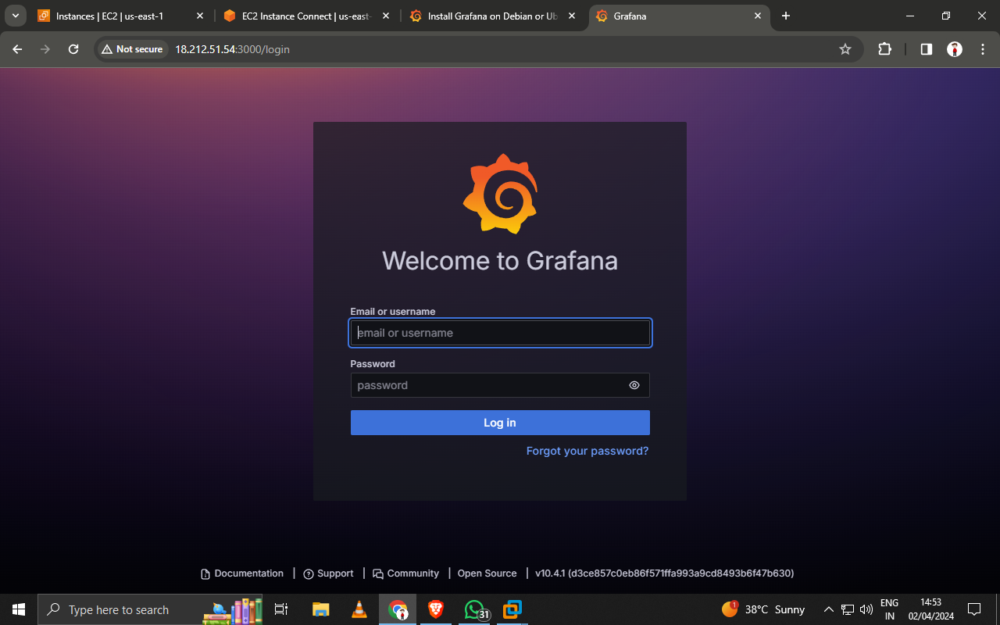 Instances | EC2 | us-east-1
EC2 Instance Connect | us-east-
Install Grafana on Debian or Ub
Grafana
Not secure
18.212.51.54:3000/login
Welcome to Grafana
Email or username
email or username
Password
password
Log in
Forgot your password?
Documentation | Support | Community | Open Source | v10.4.1 (d3ce857c0eb86f571ffa993a9cd8493b6f47b630)
Type here to search
31
1
38°C Sunny
ENG
IN
14:53
02/04/2024